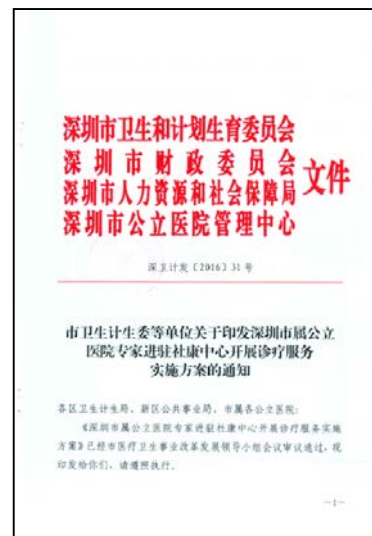 深圳市卫生和计划生育委员会
深圳市财政委员会
深圳市人力资源和社会保障局
深圳市公立医院管理中心
文件
深卫计发〔2016〕31号
市卫生计生委等单位关于印发深圳市属公立
医院专家进驻社康中心开展诊疗服务
实施方案的通知
各区卫生计生局、新区公共事业局，市属各公立医院：
《深圳市属公立医院专家进驻社康中心开展诊疗服务实施
方案》已经市医疗卫生事业改革发展领导小组会议审议通过，现
印发给你们，请遵照执行。
—1—